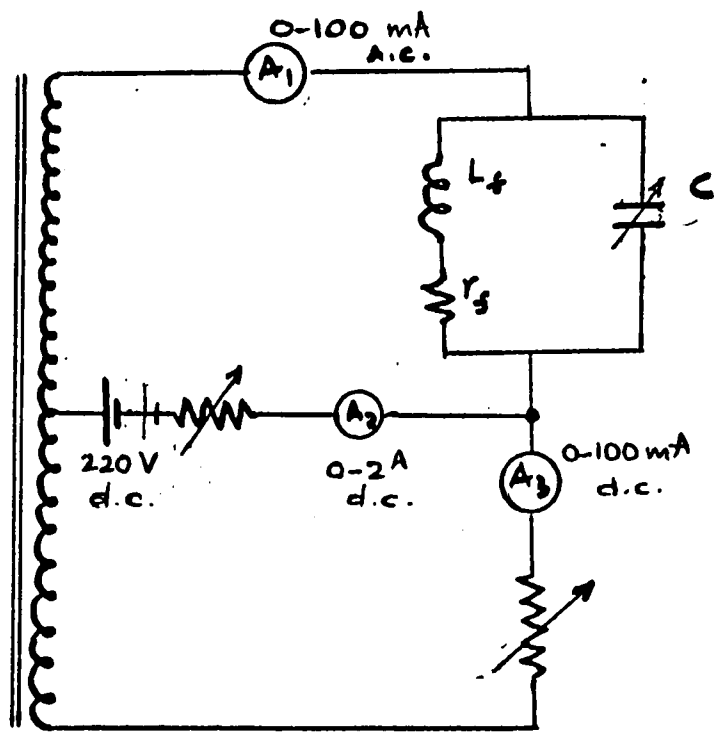 0-100 mA
A.C.
A1
Lf
C
rf
A2
220 V
d.c.
0-2A
d.c.
0-100 mA
d.c.
A3